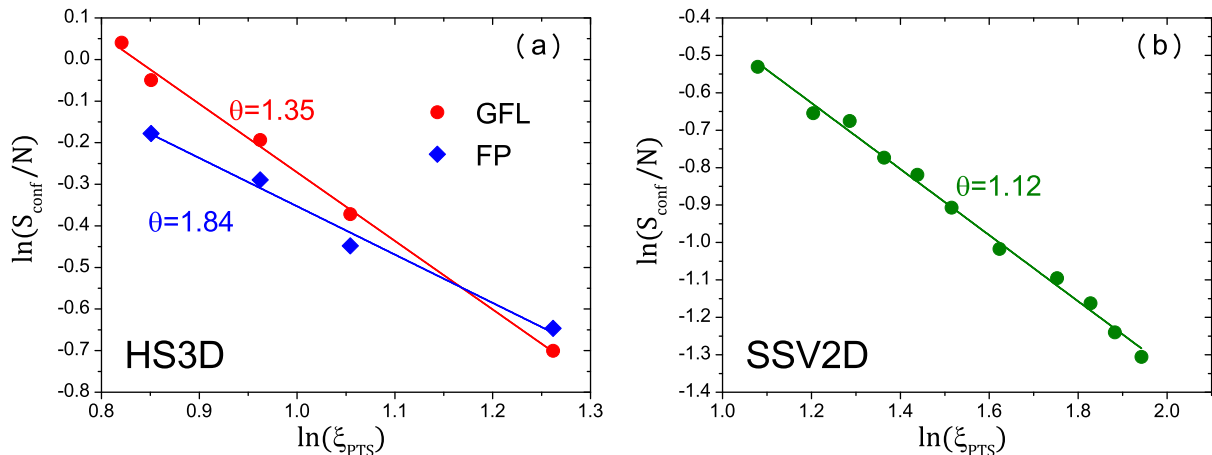 0.1
0.0
-0.1
-0.2
-0.3
-0.4
-0.5
-0.6
-0.7
-0.8
ln(S_conf/N)
(a)
θ=1.35
GFL
FP
θ=1.84
HS3D
0.8 0.9 1.0 1.1 1.2 1.3
ln(ξ_PTS)
-0.4
-0.5
-0.6
-0.7
-0.8
-0.9
-1.0
-1.1
-1.2
-1.3
-1.4
ln(S_conf/N)
(b)
θ=1.12
SSV2D
1.0 1.2 1.4 1.6 1.8 2.0
ln(ξ_PTS)